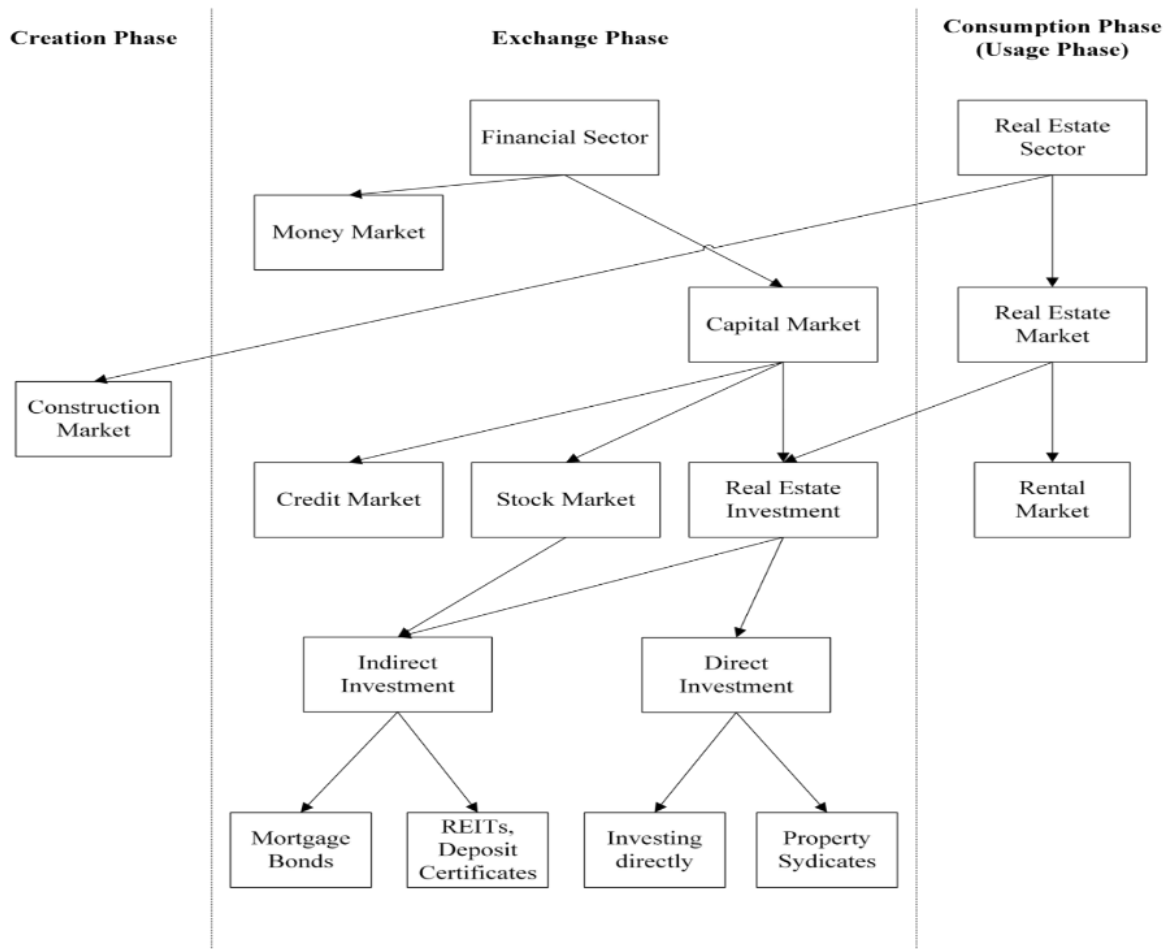 Creation Phase
Exchange Phase
Consumption Phase
(Usage Phase)
Financial Sector
Real Estate
Sector
Money Market
Capital Market
Real Estate
Market
Construction
Market
Credit Market
Stock Market
Real Estate
Investment
Rental
Market
Indirect
Investment
Direct
Investment
Mortgage
Bonds
REITs,
Deposit
Certificates
Investing
directly
Property
Sydicates